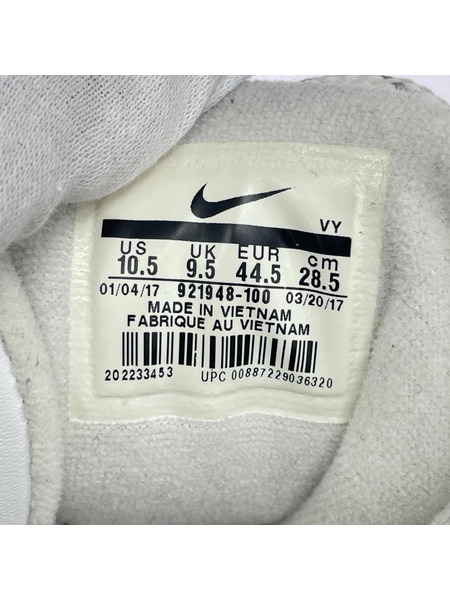 VY
US UK EUR cm
10.5 9.5 44.5 28.5
01/04/17 921948-100 03/20/17
MADE IN VIETNAM
FABRIQUE AU VIETNAM
202233453 UPC 00887229036320